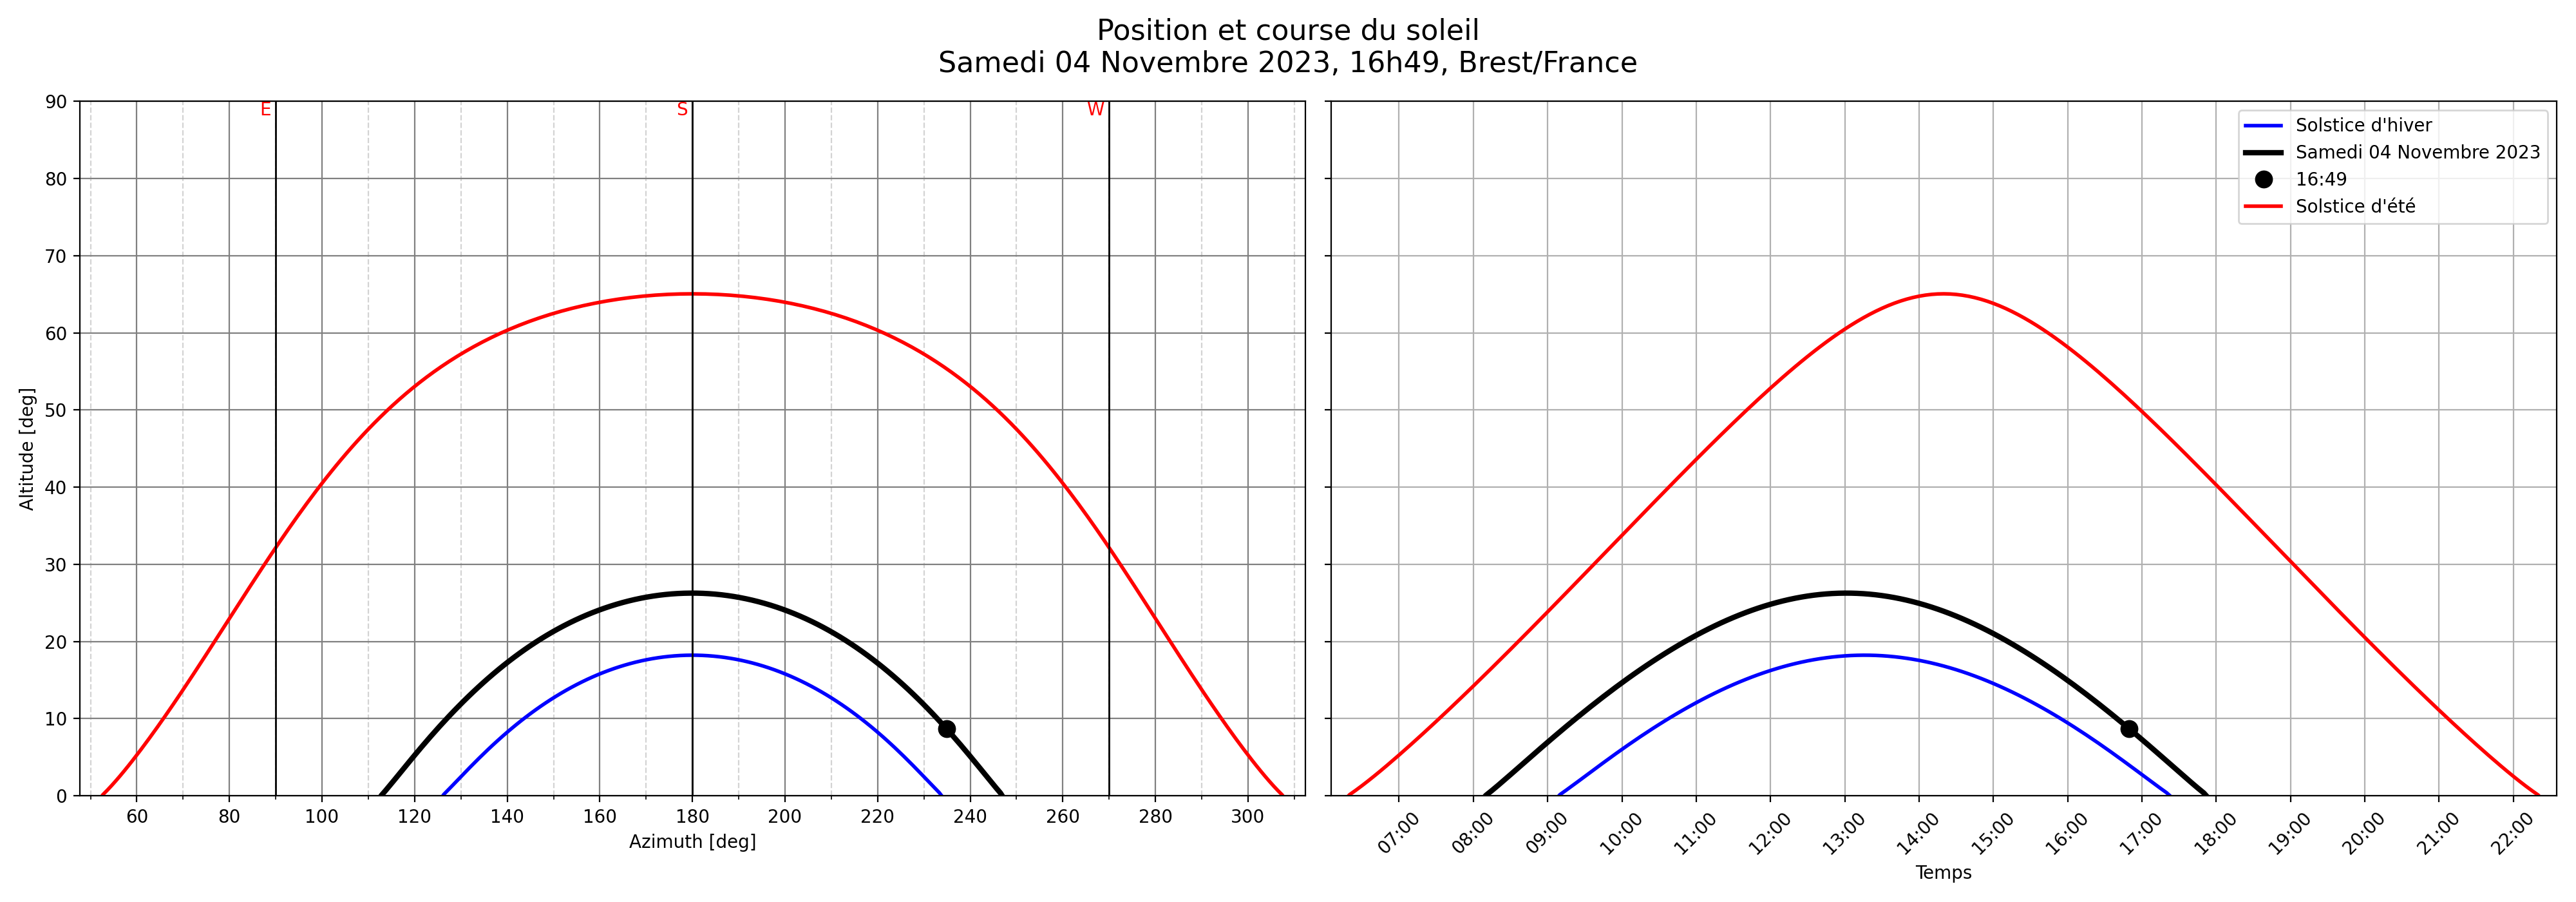 Position et course du soleil
Samedi 04 Novembre 2023, 16h49, Brest/France
E
S
W
90
80
70
60
50
40
30
20
10
0
Altitude [deg]
60 80 100 120 140 160 180 200 220 240 260 280 300
Azimuth [deg]
Solstice d'hiver
Samedi 04 Novembre 2023
16:49
Solstice d'été
07:00 08:00 09:00 10:00 11:00 12:00 13:00 14:00 15:00 16:00 17:00 18:00 19:00 20:00 21:00 22:00
Temps